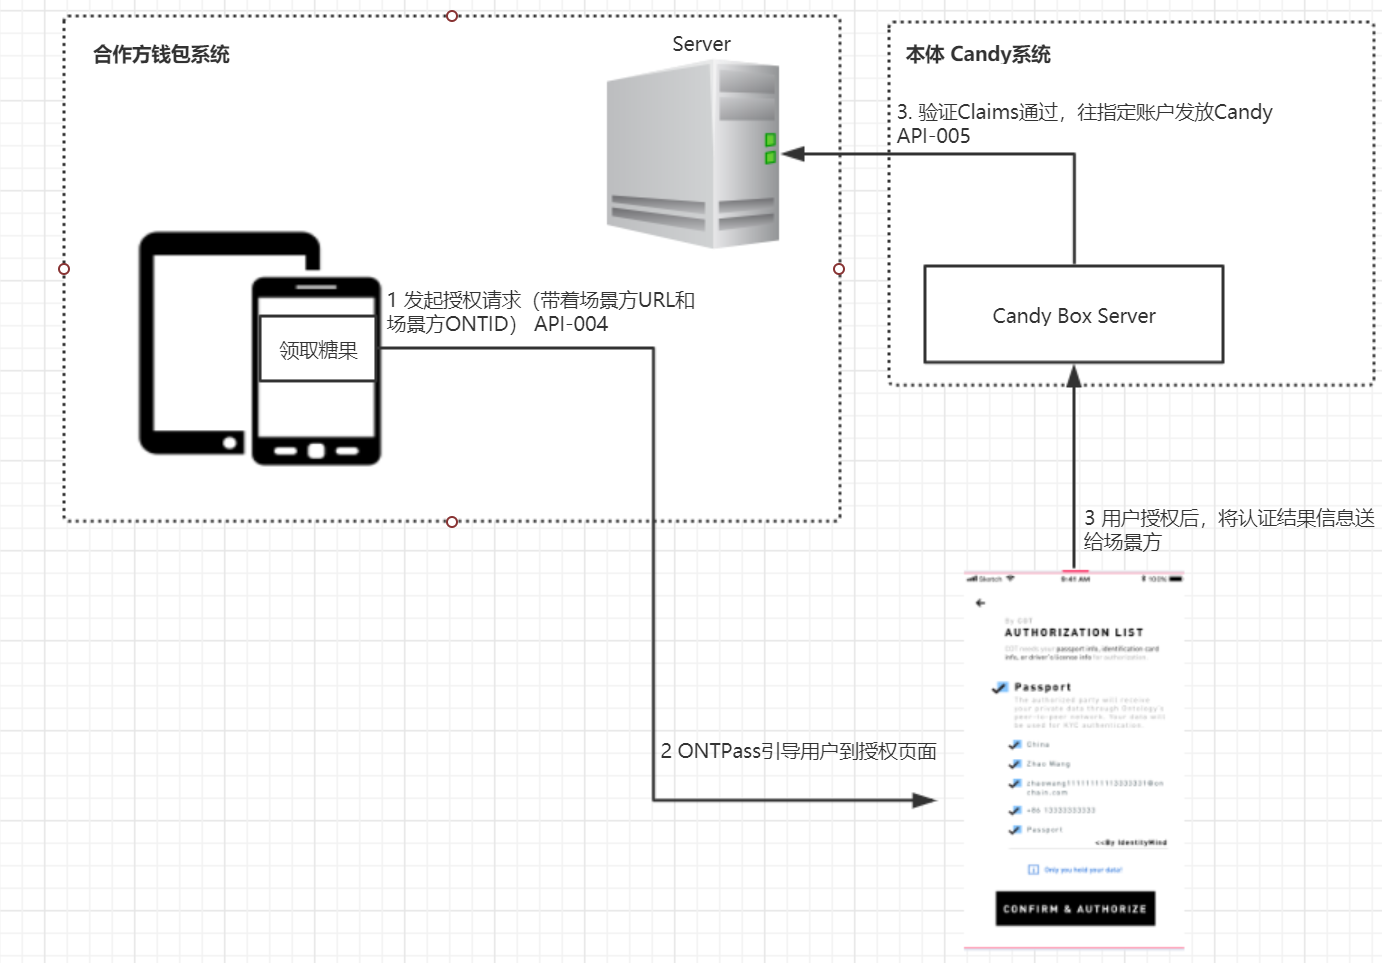 合作方钱包系统
Server
本体 Candy系统
3. 验证Claims通过，往指定账户发放Candy
API-005
Candy Box Server
1 发起授权请求（带着场景方URL和
场景方ONTID） API-004
领取糖果
3 用户授权后，将认证结果信息送
给场景方
2 ONTPass引导用户到授权页面
Sketch
9:41 AM
100%
AUTHORIZATION LIST
needs your passport info, identification card
info, or driver's license info for authorization.
Passport
The authorized party will receive
your private data through Ontology's
peer-to-peer network. Your data will
be used for KYC authentication.
China
Zhao Wang
chain.com
+86 13333333333
Passport
<<By IdentityMind
Only you hold your data!
CONFIRM & AUTHORIZE